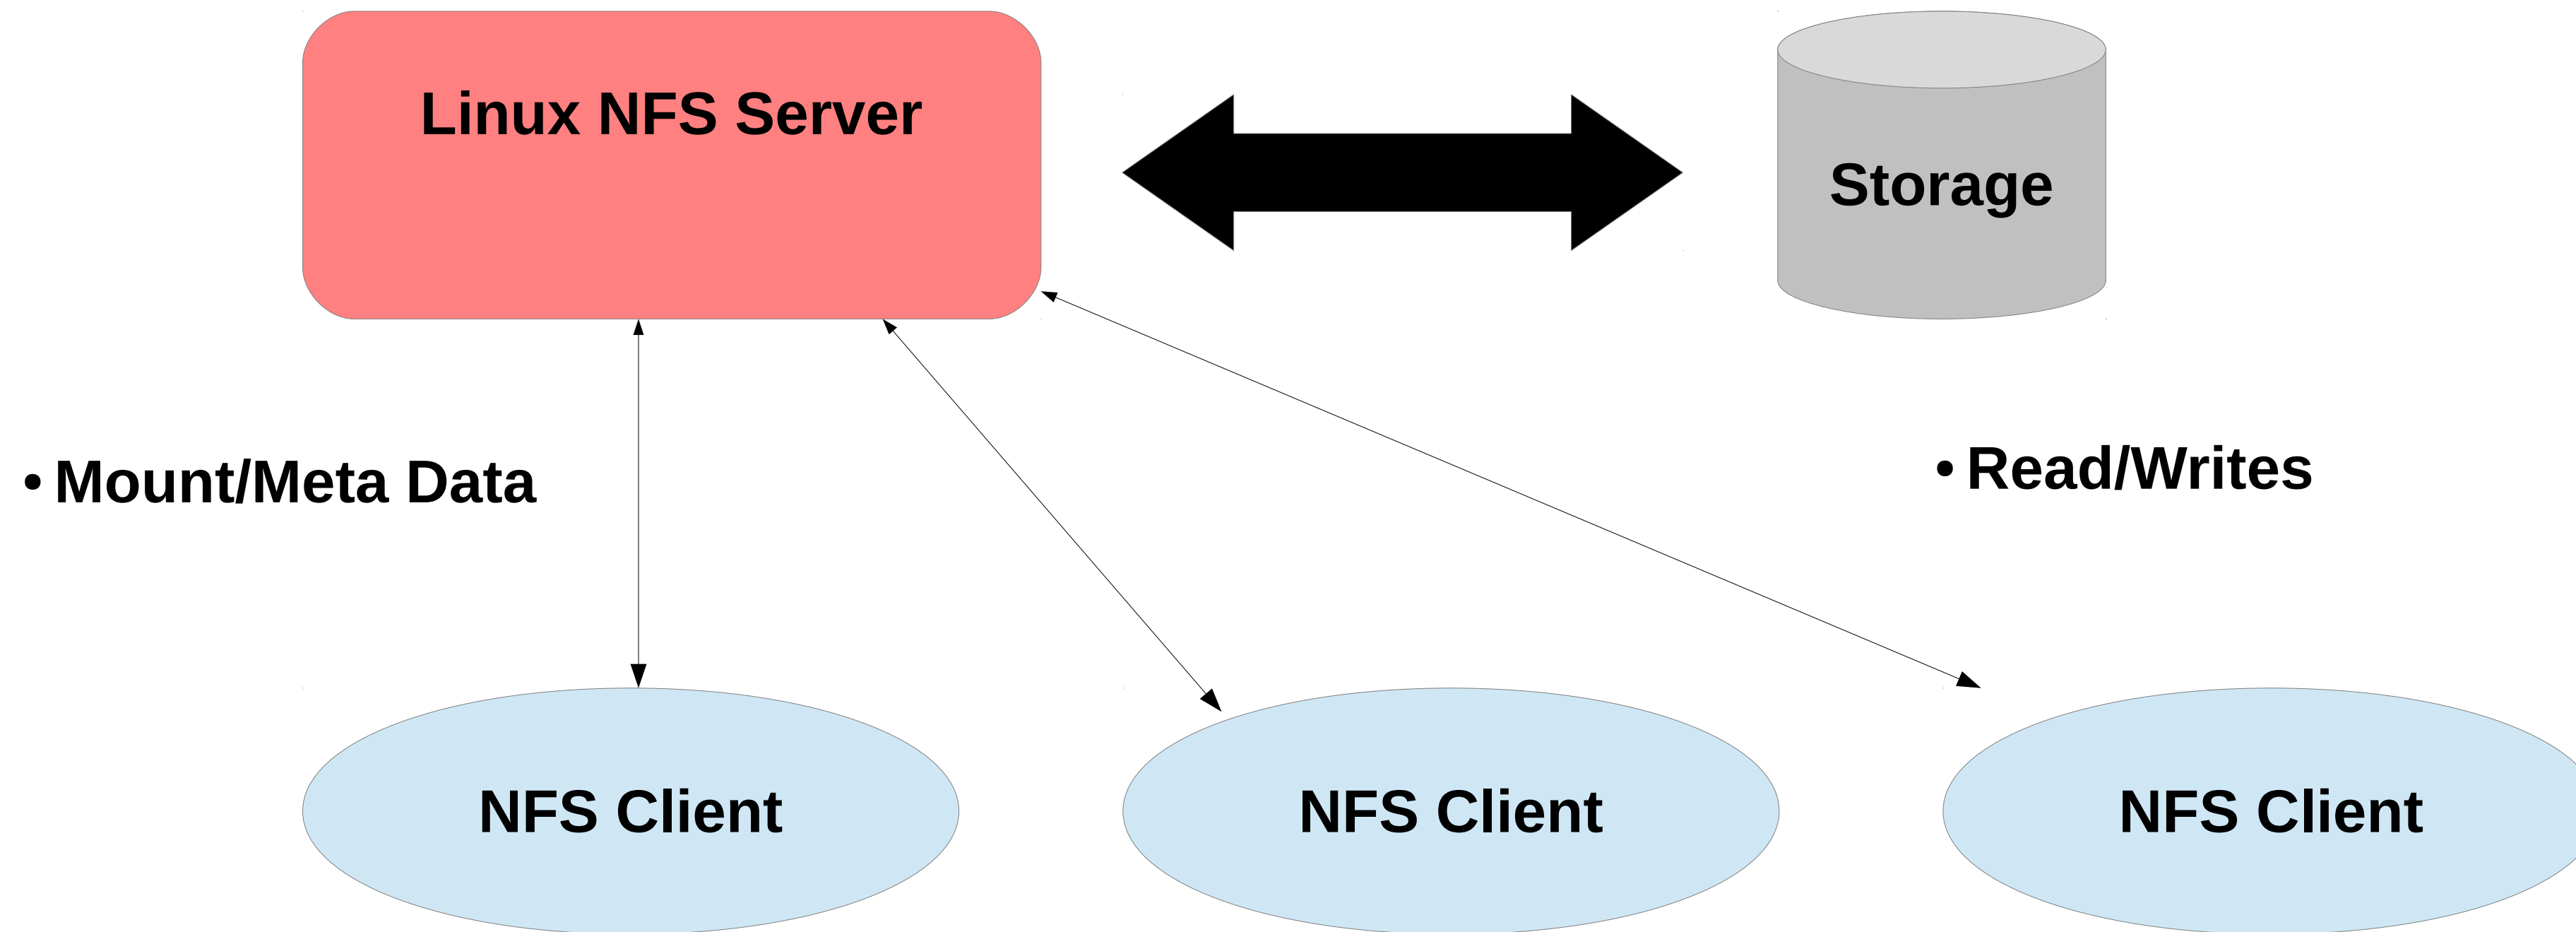 Linux NFS Server
Storage
• Mount/Meta Data
• Read/Writes
NFS Client
NFS Client
NFS Client